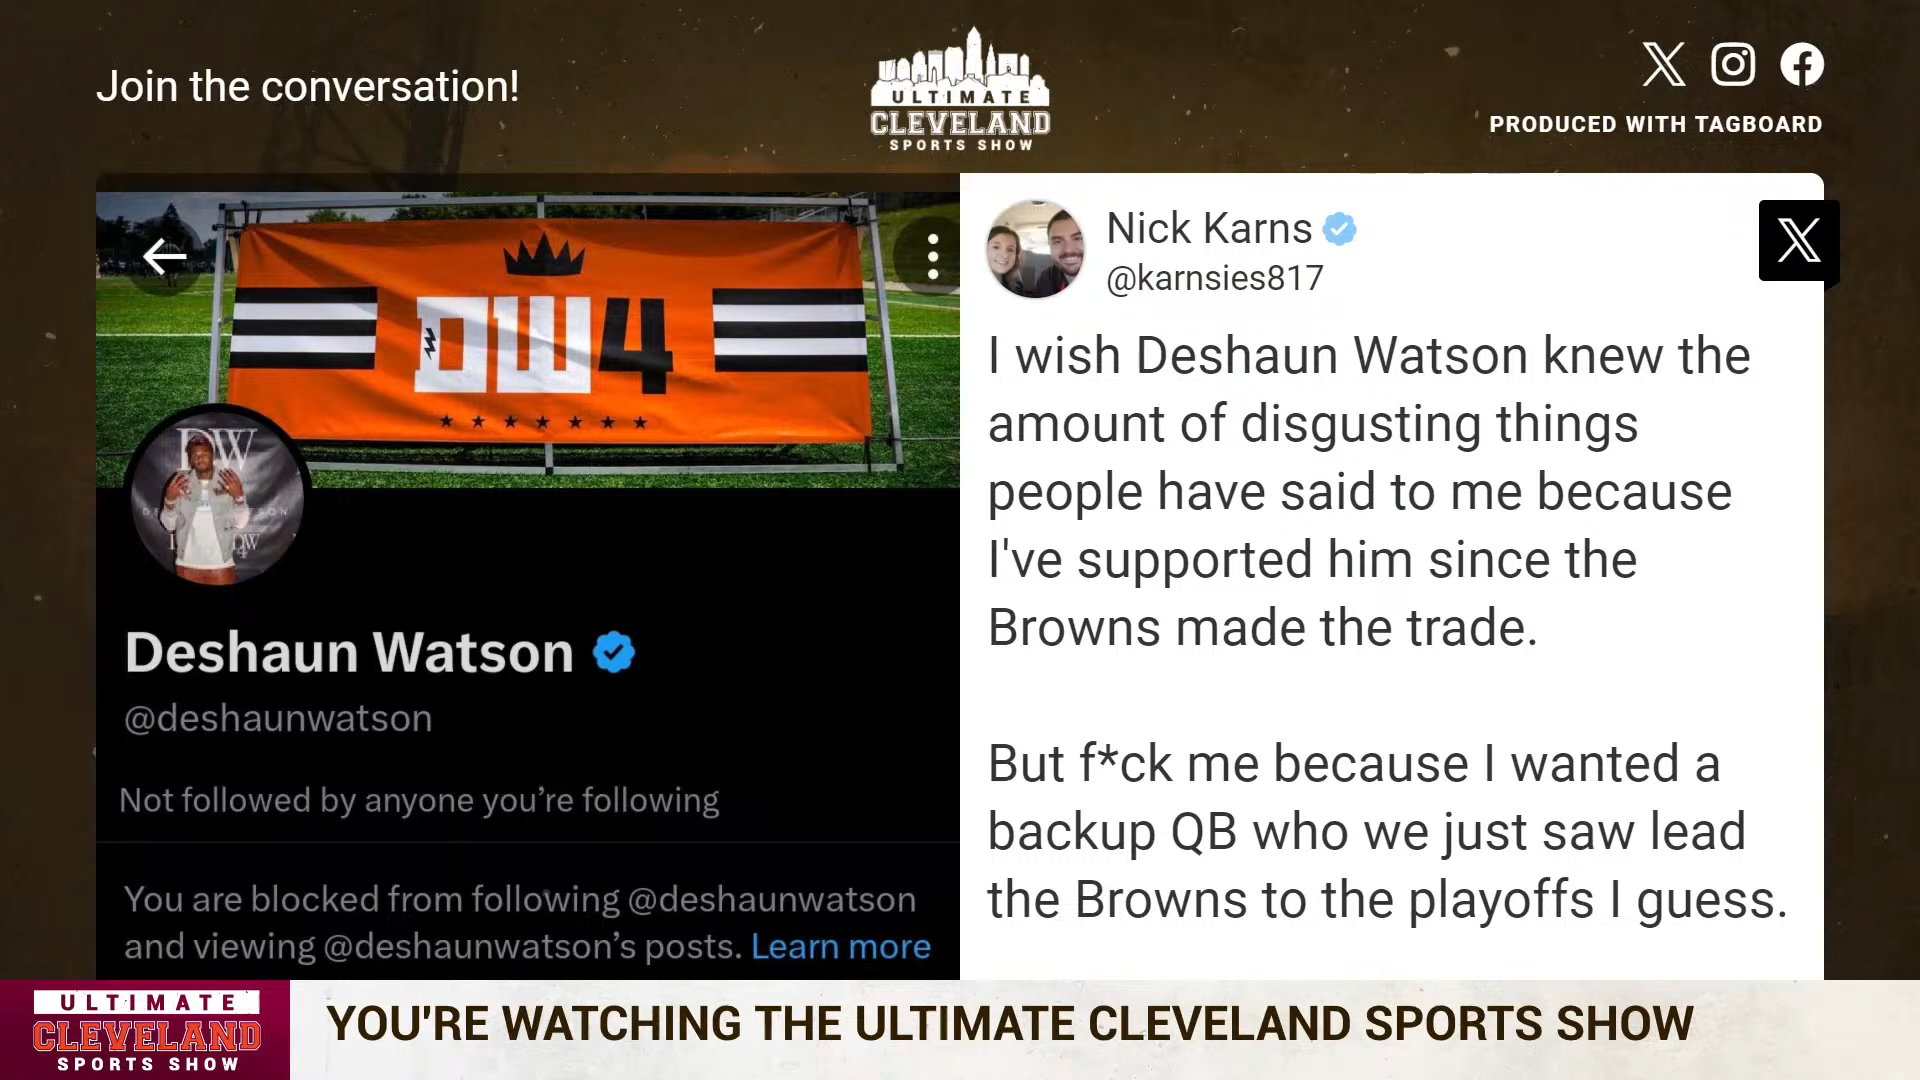 Join the conversation!
ULTIMATE
CLEVELAND
SPORTS SHOW
PRODUCED WITH TAGBOARD
DW4
DW
Deshaun Watson
@deshaunwatson
Not followed by anyone you're following
You are blocked from following @deshaunwatson
and viewing @deshaunwatson's posts. Learn more
Nick Karns
@karnsies817
I wish Deshaun Watson knew the
amount of disgusting things
people have said to me because
I've supported him since the
Browns made the trade.
But f*ck me because I wanted a
backup QB who we just saw lead
the Browns to the playoffs I guess.
ULTIMATE
CLEVELAND
SPORTS SHOW
YOU'RE WATCHING THE ULTIMATE CLEVELAND SPORTS SHOW